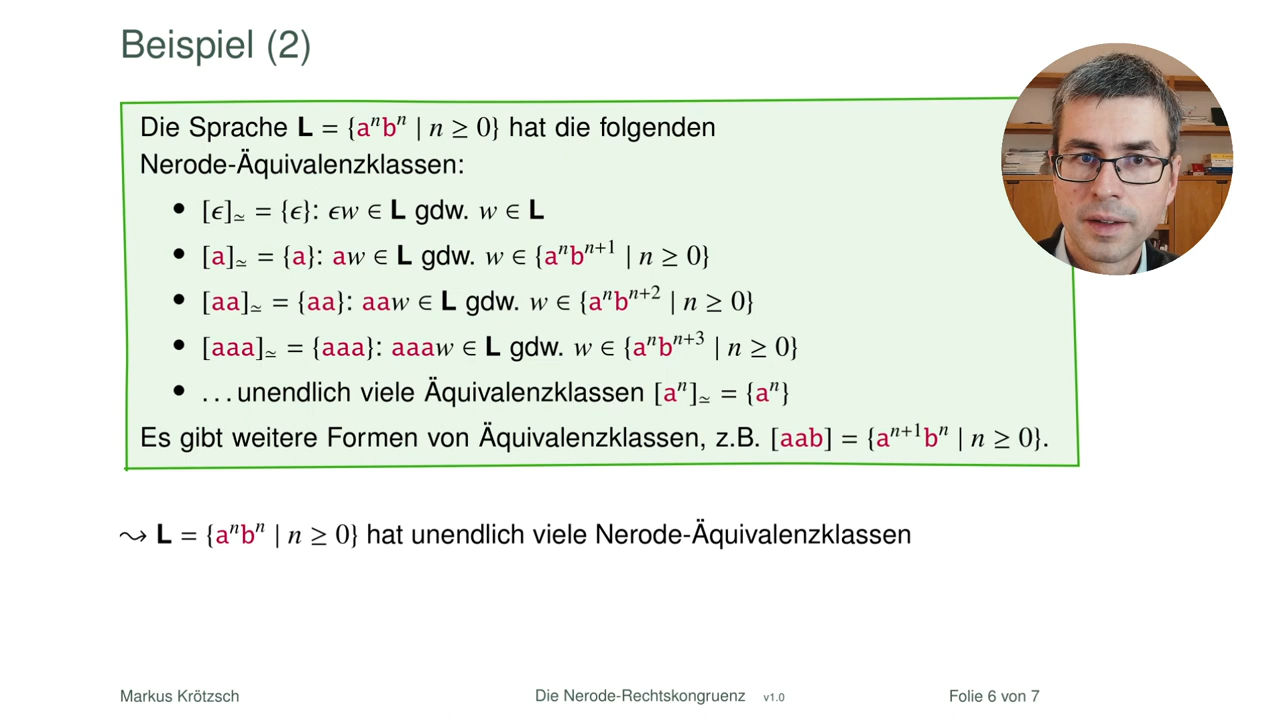 Beispiel (2)
Die Sprache L = {aⁿbⁿ | n ≥ 0} hat die folgenden
Nerode-Äquivalenzklassen:
• [ϵ]≃ = {ϵ}: ϵw ∈ L gdw. w ∈ L
• [a]≃ = {a}: aw ∈ L gdw. w ∈ {aⁿbⁿ⁺¹ | n ≥ 0}
• [aa]≃ = {aa}: aaw ∈ L gdw. w ∈ {aⁿbⁿ⁺² | n ≥ 0}
• [aaa]≃ = {aaa}: aaaw ∈ L gdw. w ∈ {aⁿbⁿ⁺³ | n ≥ 0}
• ...unendlich viele Äquivalenzklassen [aⁿ]≃ = {aⁿ}
Es gibt weitere Formen von Äquivalenzklassen, z.B. [aab] = {aⁿ⁺¹bⁿ | n ≥ 0}.
⤳ L = {aⁿbⁿ | n ≥ 0} hat unendlich viele Nerode-Äquivalenzklassen
Markus Krötzsch Die Nerode-Rechtskongruenz v1.0 Folie 6 von 7